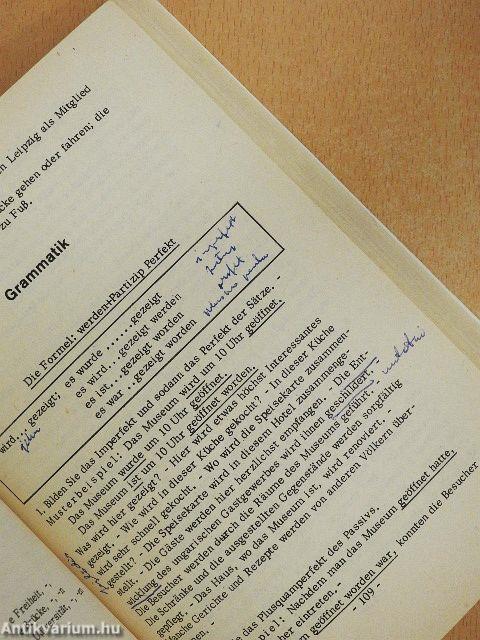 n Leipzig als Mitglied
cke gehen oder fahren; die
zu Fuß.
Grammatik
Die Formel: werden+Partizip Perfekt
wird... gezeigt; es wurde ......gezeigt
es wird... gezeigt werden
es ist... gezeigt worden
es war ..gezeigt worden
1. Bilden Sie das Imperfekt und sodann das Perfekt der Sätze. -
Musterbeispiel: Das Museum wird um 10 Uhr geöffnet. -
Das Museum wurde um 10 Uhr geöffnet.
Das Museum ist um 10 Uhr geöffnet worden.
Was wird hier gezeigt? - Hier wird etwas höchst Interessantes
gezeigt. - Wie wird in dieser Küche gekocht? - In dieser Küche
wird sehr schnell gekocht. - Wo wird die Speisekarte zusammen-
gestellt? - Die Speisekarte wird in diesem Hotel zusammenge-
stellt. - Die Gäste werden hier herzlichst empfangen. - Die Ent-
wicklung des ungarischen Gastgewerbes wird Ihnen geschildert. -
Die Besucher werden durch die Räume des Museums geführt. -
Die Schränke und die ausgestellten Gegenstände werden sorgfältig
gepflegt. - Das Haus, wo das Museum ist, wird renoviert. -
anche Gerichte und Rezepte werden von anderen Völkern über-
das Plusquamperfekt des Passivs.
spiel: Nachdem man das Museum geöffnet hatte,
her eintreten. -
m geöffnet worden war, konnten die Besucher
- 109 -
Freiheit, -,
rücke, -n
Antikvarium.hu